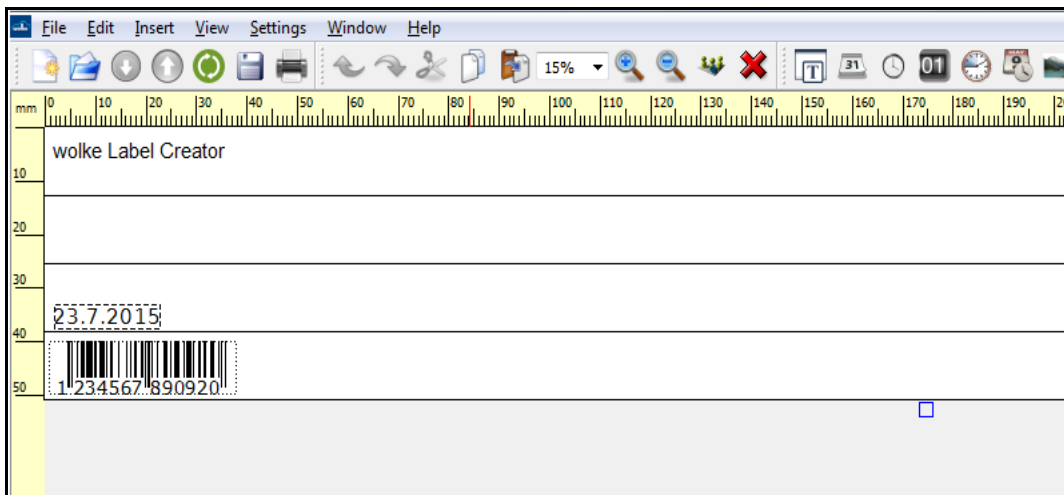 File Edit Insert View Settings Window Help
15% T 31 01
mm 0 10 20 30 40 50 60 70 80 90 100 110 120 130 140 150 160 170 180 190
wolke Label Creator
10
20
30
23.7.2015
40
1 234567 890920
50